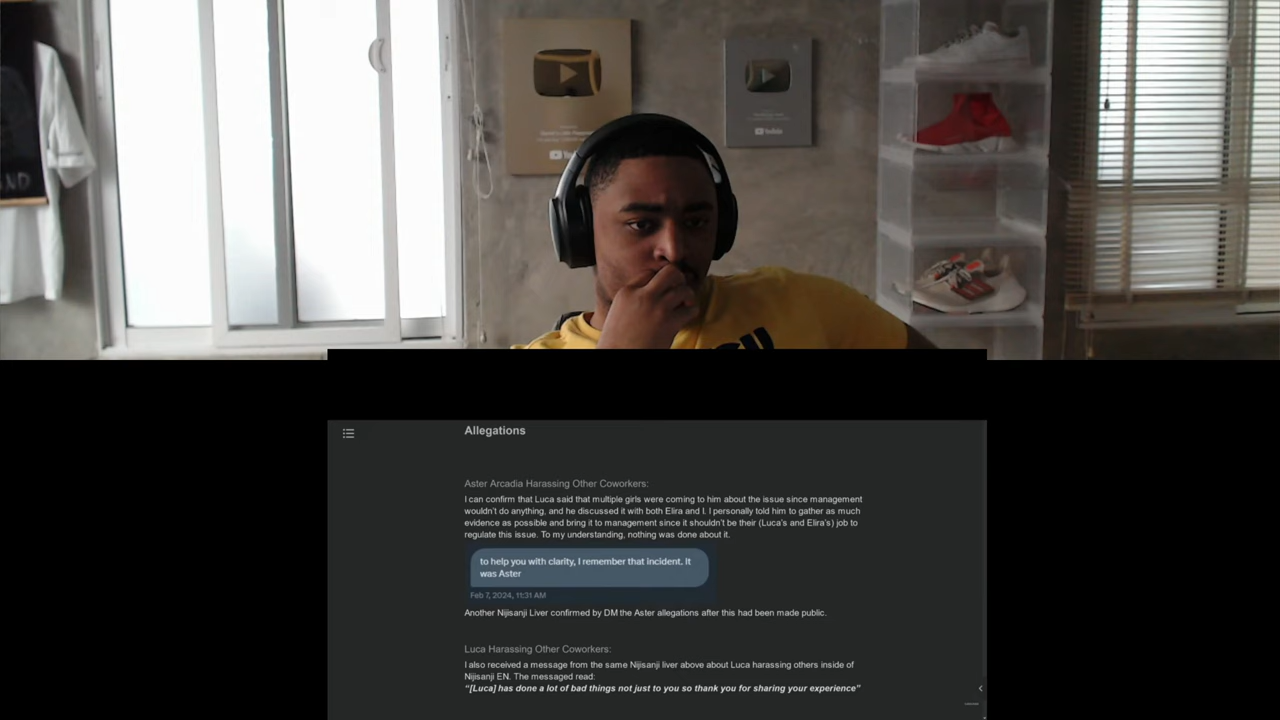 YouTube
Allegations
Aster Arcadia Harassing Other Coworkers:
I can confirm that Luca said that multiple girls were coming to him about the issue since management
wouldn't do anything, and he discussed it with both Elira and I. I personally told him to gather as much
evidence as possible and bring it to management since it shouldn't be their (Luca's and Elira's) job to
regulate this issue. To my understanding, nothing was done about it.
to help you with clarity, I remember that incident. It
was Aster
Feb 7, 2024, 11:31 AM
Another Nijisanji Liver confirmed by DM the Aster allegations after this had been made public.
Luca Harassing Other Coworkers:
I also received a message from the same Nijisanji liver above about Luca harassing others inside of
Nijisanji EN. The messaged read:
"[Luca] has done a lot of bad things not just to you so thank you for sharing your experience"